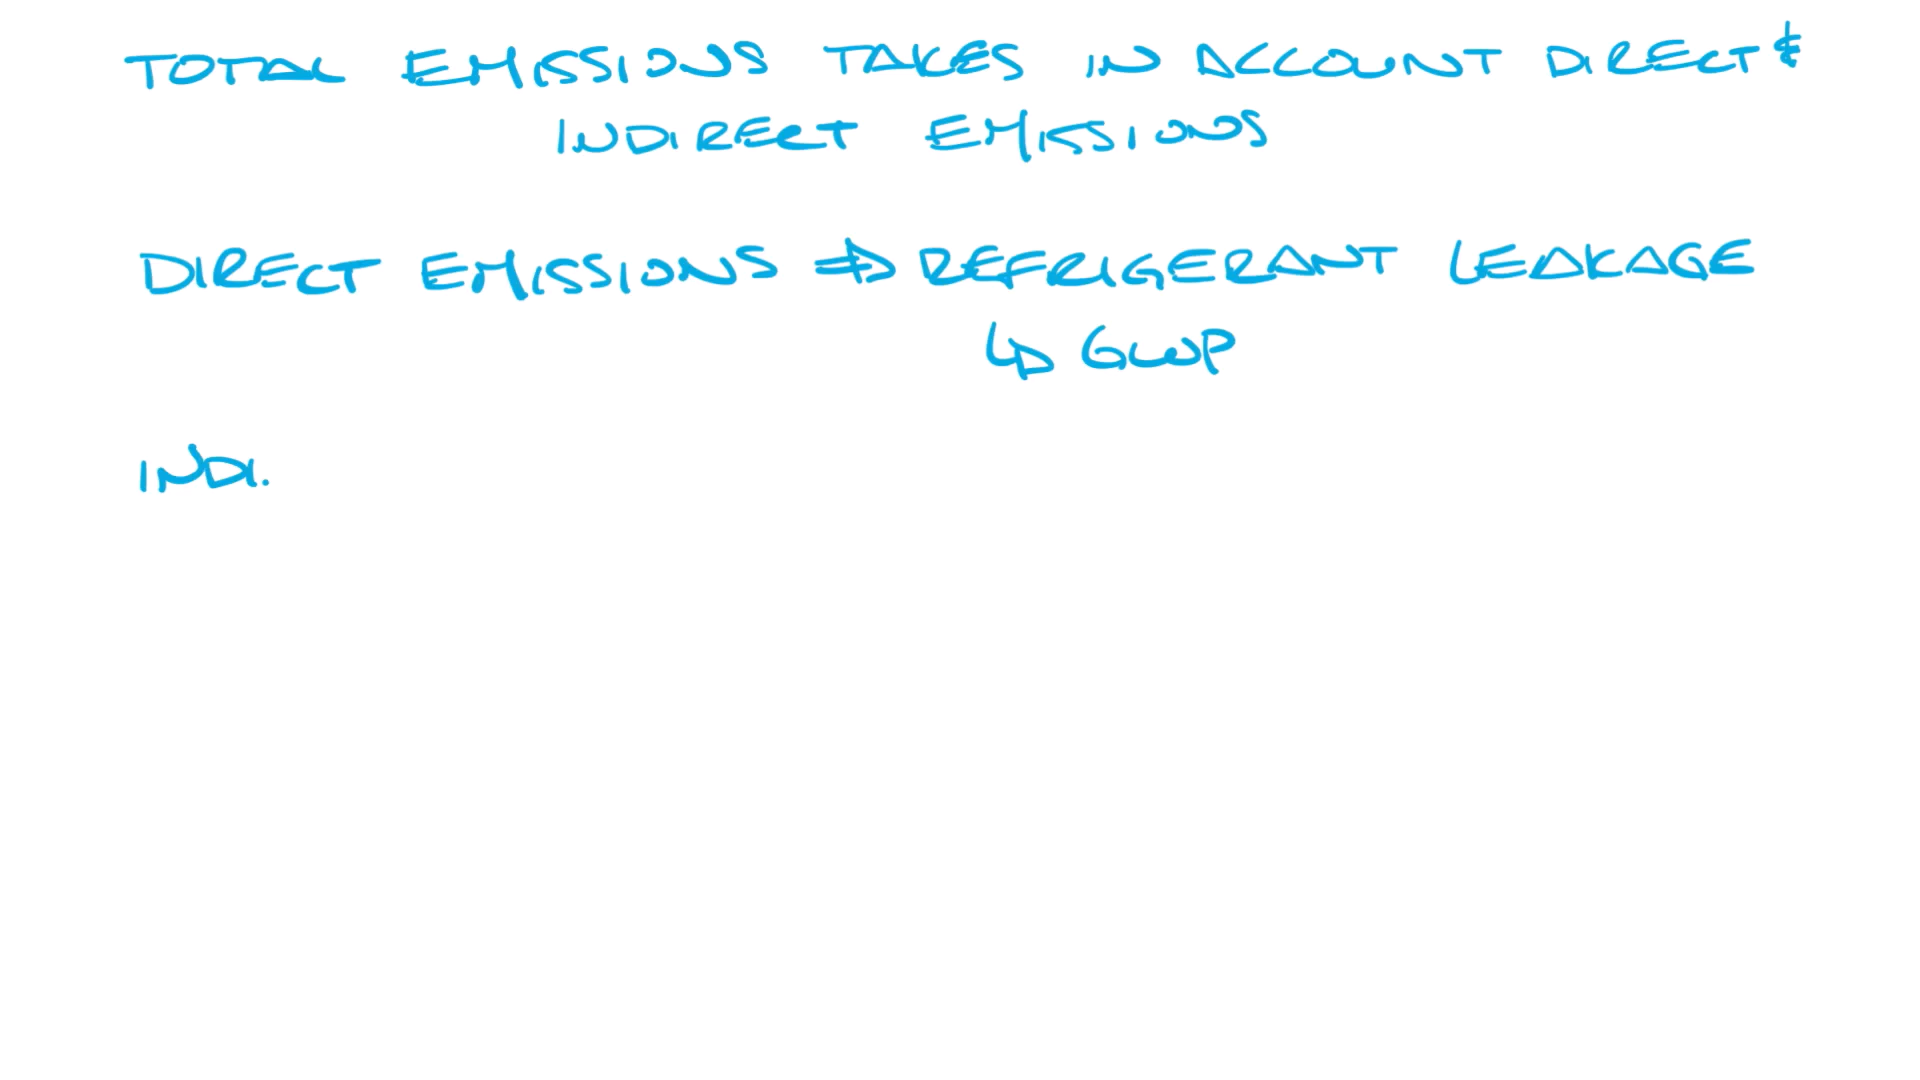 TOTAL EMISSIONS TAKES IN ACCOUNT DIRECT &
INDIRECT EMISSIONS
DIRECT EMISSIONS ⇒ REFRIGERANT LEAKAGE
↳ GWP
INDI.